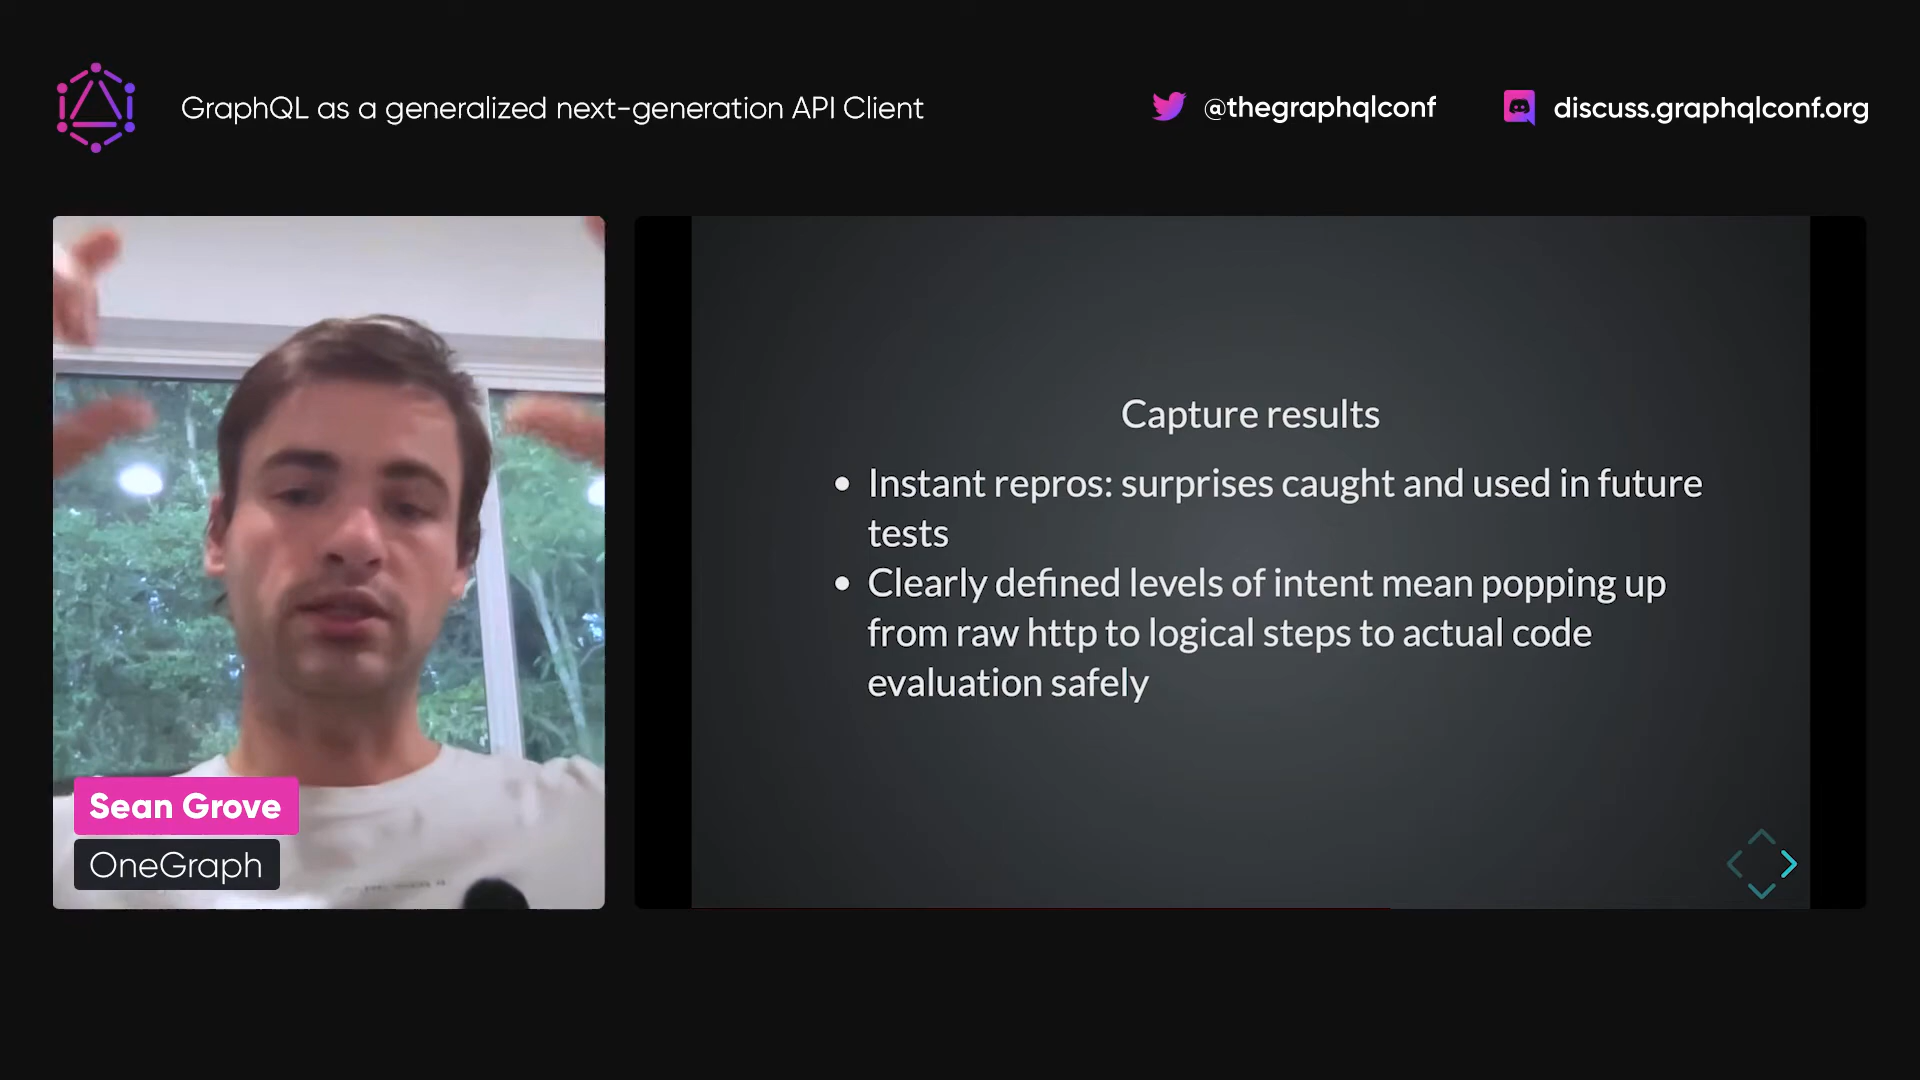 GraphQL as a generalized next-generation API Client
@thegraphqlconf
discuss.graphqlconf.org
Capture results
Instant repros: surprises caught and used in future
tests
Clearly defined levels of intent mean popping up
from raw http to logical steps to actual code
evaluation safely
Sean Grove
OneGraph